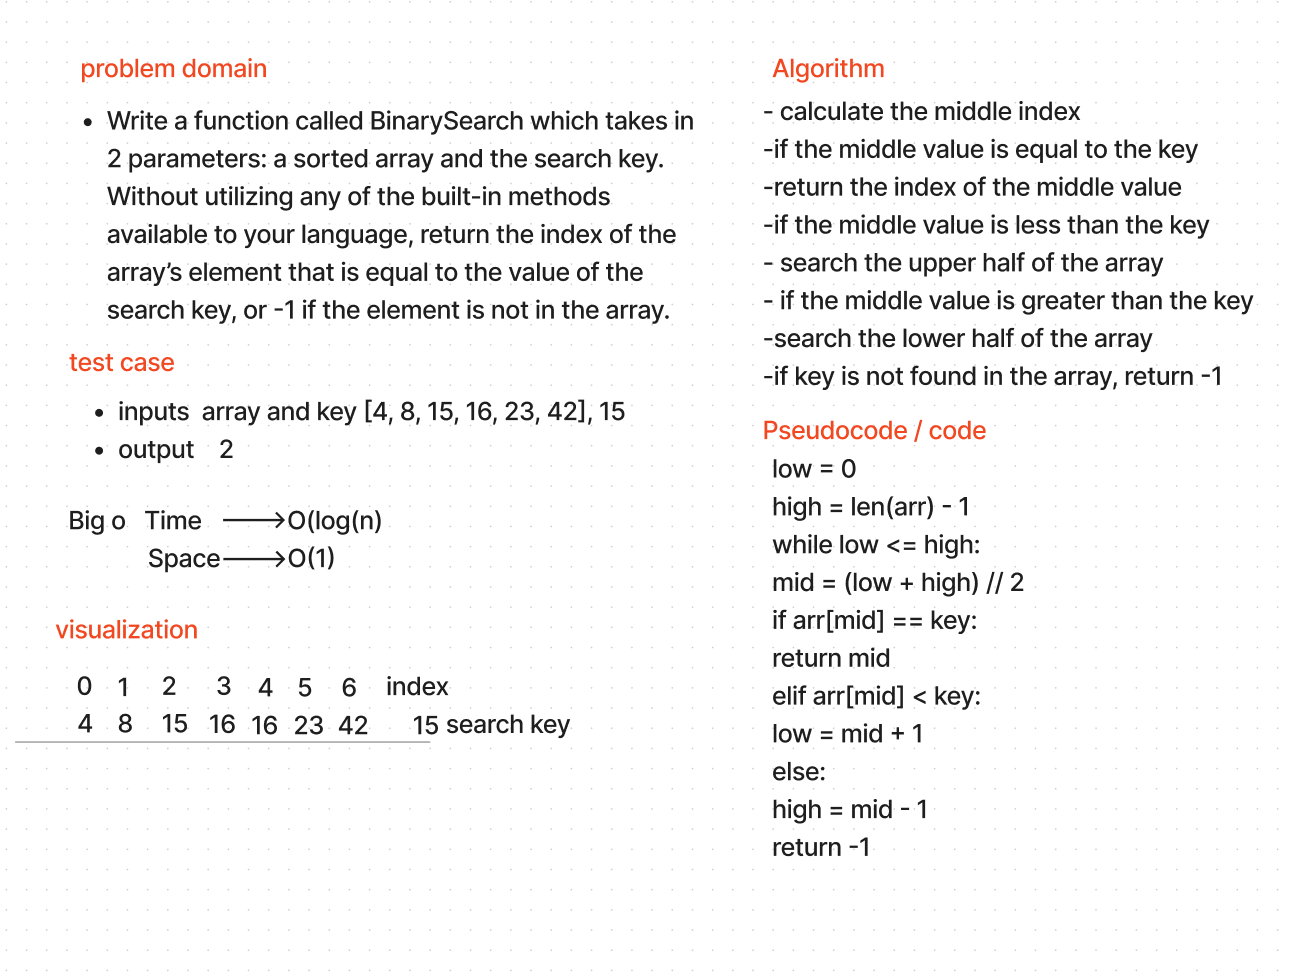 problem domain
• Write a function called BinarySearch which takes in
2 parameters: a sorted array and the search key.
Without utilizing any of the built-in methods
available to your language, return the index of the
array’s element that is equal to the value of the
search key, or -1 if the element is not in the array.
test case
• inputs array and key [4, 8, 15, 16, 23, 42], 15
• output 2
Big o Time ⟶O(log(n)
Space⟶O(1)
visualization
0 1 2 3 4 5 6 index
4 8 15 16 16 23 42 15 search key
Algorithm
- calculate the middle index
-if the middle value is equal to the key
-return the index of the middle value
-if the middle value is less than the key
- search the upper half of the array
- if the middle value is greater than the key
-search the lower half of the array
-if key is not found in the array, return -1
Pseudocode / code
low = 0
high = len(arr) - 1
while low <= high:
mid = (low + high) // 2
if arr[mid] == key:
return mid
elif arr[mid] < key:
low = mid + 1
else:
high = mid - 1
return -1